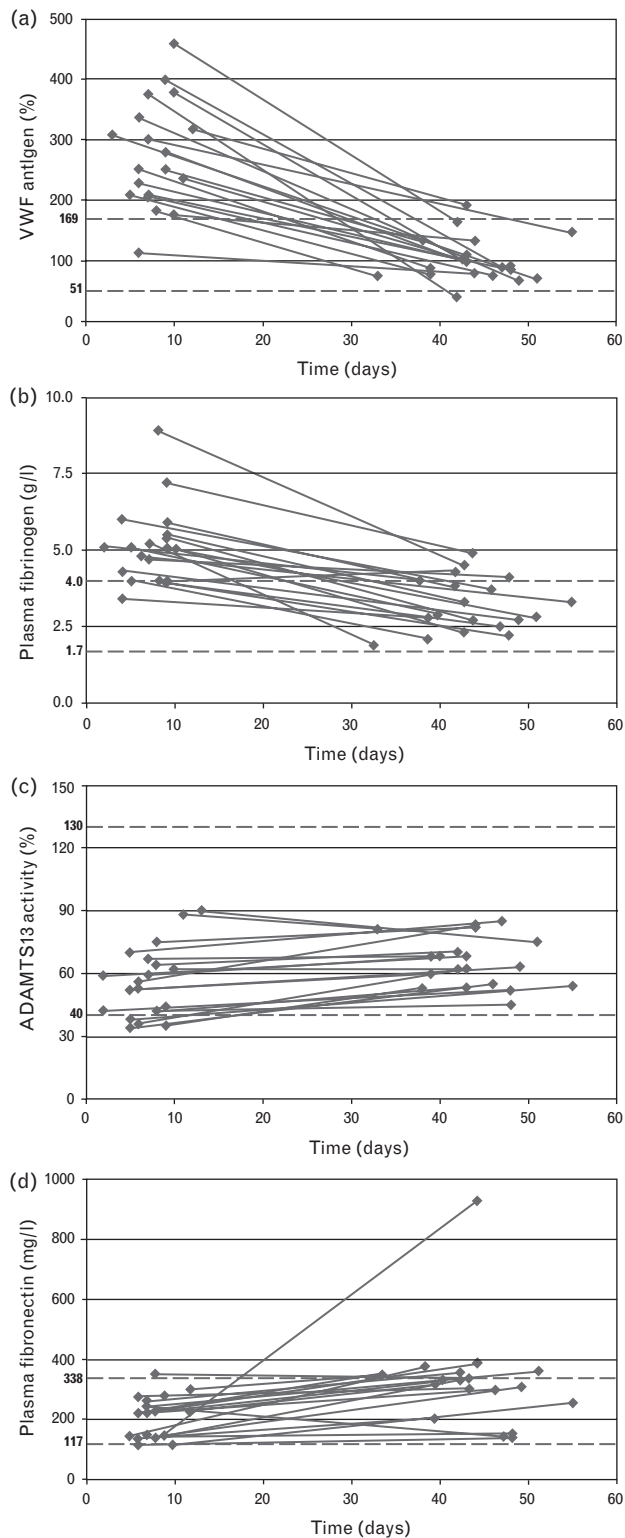 (a)
500
400
300
200
169
100
51
0
VWF antigen (%)
0 10 20 30 40 50 60
Time (days)
(b)
10.0
7.5
5.0
4.0
2.5
1.7
0.0
Plasma fibrinogen (g/l)
0 10 20 30 40 50 60
Time (days)
(c)
150
130
120
90
60
40
30
0
ADAMTS13 activity (%)
0 10 20 30 40 50 60
Time (days)
(d)
1000
800
600
400
338
200
117
0
Plasma fibronectin (mg/l)
0 10 20 30 40 50 60
Time (days)